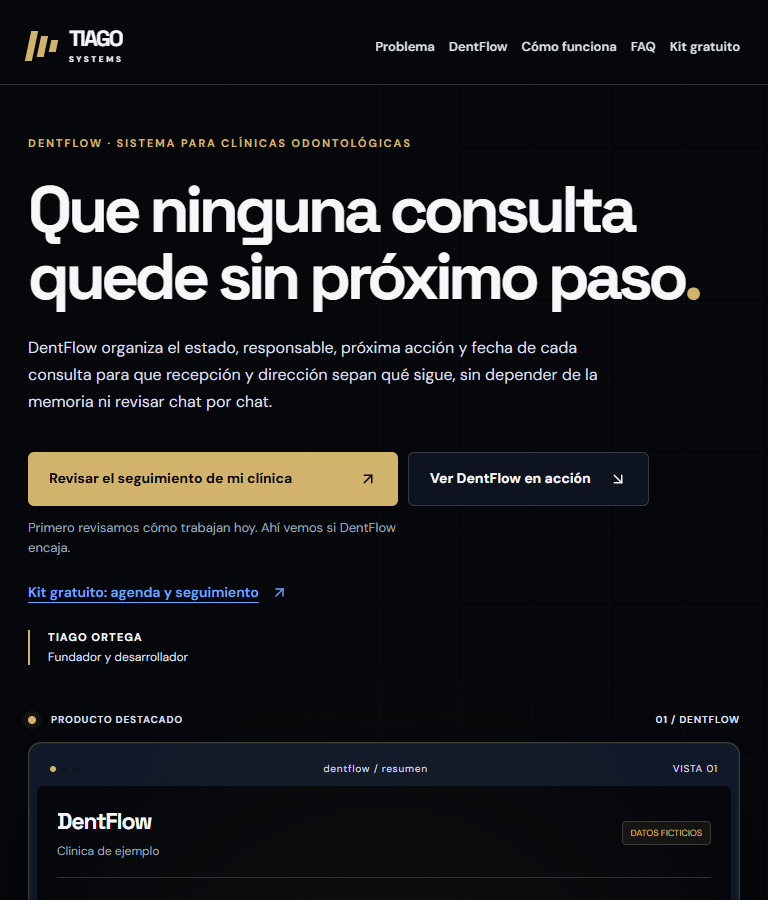 TIAGO
SYSTEMS
Problema DentFlow Cómo funciona FAQ Kit gratuito
DENTFLOW · SISTEMA PARA CLÍNICAS ODONTOLÓGICAS
Que ninguna consulta
quede sin próximo paso.
DentFlow organiza el estado, responsable, próxima acción y fecha de cada
consulta para que recepción y dirección sepan qué sigue, sin depender de la
memoria ni revisar chat por chat.
Revisar el seguimiento de mi clínica
Ver DentFlow en acción
Primero revisamos cómo trabajan hoy. Ahí vemos si DentFlow
encaja.
Kit gratuito: agenda y seguimiento
TIAGO ORTEGA
Fundador y desarrollador
PRODUCTO DESTACADO
01 / DENTFLOW
dentflow / resumen
VISTA 01
DentFlow
Clínica de ejemplo
DATOS FICTICIOS